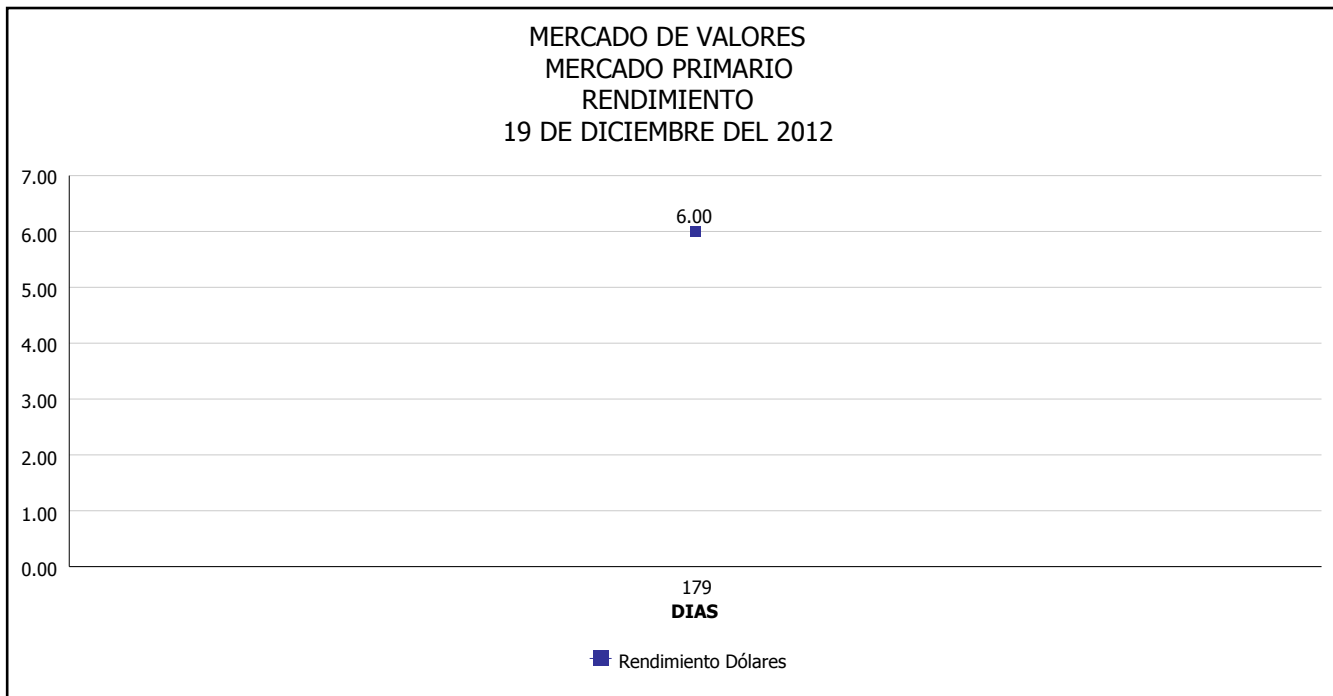 MERCADO DE VALORES
MERCADO PRIMARIO
RENDIMIENTO
19 DE DICIEMBRE DEL 2012
7.00
6.00
6.00
5.00
4.00
3.00
2.00
1.00
0.00
179
DIAS
Rendimiento Dólares